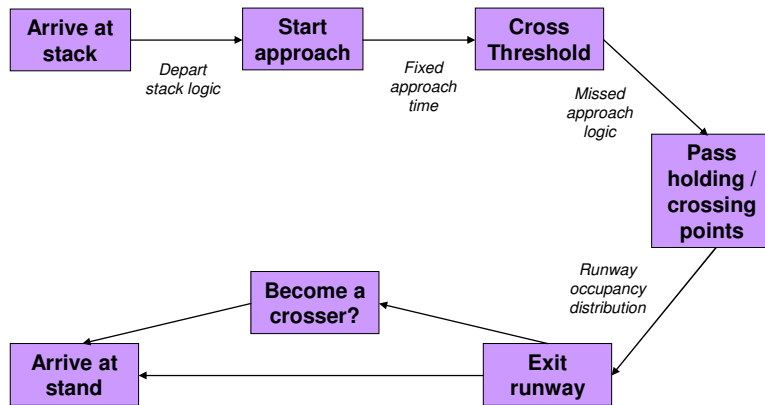 Arrive at
stack
Depart
stack logic
Start
approach
Fixed
approach
time
Cross
Threshold
Missed
approach
logic
Pass
holding /
crossing
points
Runway
occupancy
distribution
Exit
runway
Become a
crosser?
Arrive at
stand